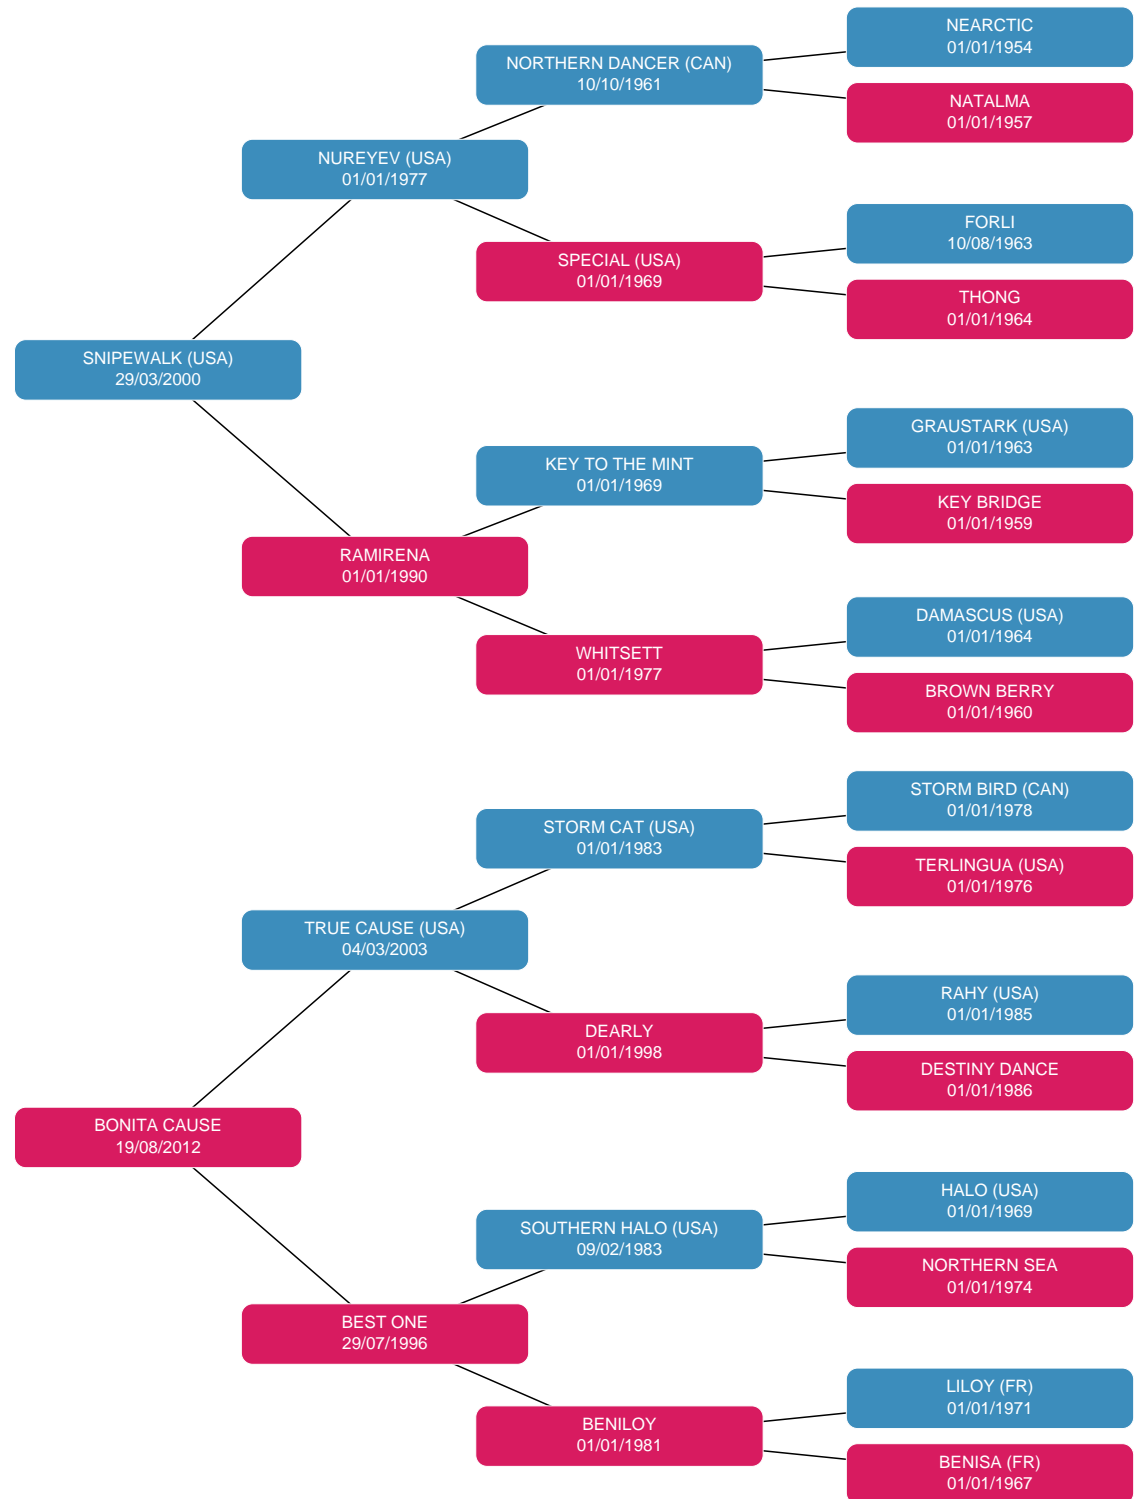 NEARCTIC
01/01/1954
NORTHERN DANCER (CAN)
10/10/1961
NATALMA
01/01/1957
NUREYEV (USA)
01/01/1977
FORLI
10/08/1963
SPECIAL (USA)
01/01/1969
THONG
01/01/1964
SNIPEWALK (USA)
29/03/2000
GRAUSTARK (USA)
01/01/1963
KEY TO THE MINT
01/01/1969
KEY BRIDGE
01/01/1959
RAMIRENA
01/01/1990
DAMASCUS (USA)
01/01/1964
WHITSETT
01/01/1977
BROWN BERRY
01/01/1960
STORM BIRD (CAN)
01/01/1978
STORM CAT (USA)
01/01/1983
TERLINGUA (USA)
01/01/1976
TRUE CAUSE (USA)
04/03/2003
RAHY (USA)
01/01/1985
DEARLY
01/01/1998
DESTINY DANCE
01/01/1986
BONITA CAUSE
19/08/2012
HALO (USA)
01/01/1969
SOUTHERN HALO (USA)
09/02/1983
NORTHERN SEA
01/01/1974
BEST ONE
29/07/1996
LILOY (FR)
01/01/1971
BENILOY
01/01/1981
BENISA (FR)
01/01/1967